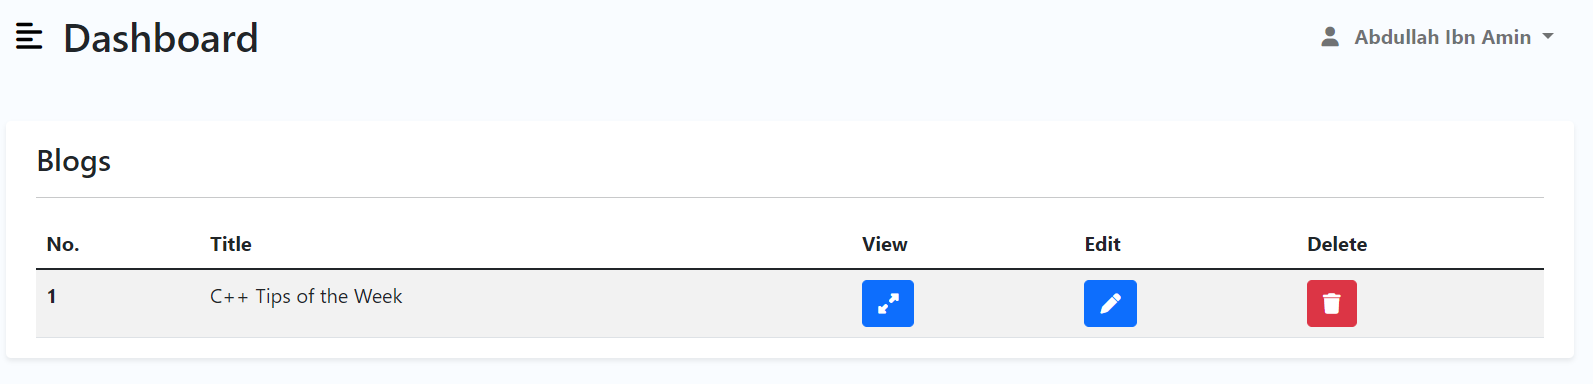 Dashboard
Abdullah Ibn Amin
Blogs
No. Title View Edit Delete
1 C++ Tips of the Week